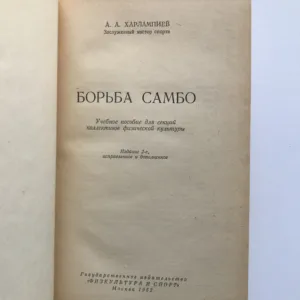 А. А. ХАРЛАМПИЕВ
Заслуженный мастер спорта
БОРЬБА САМБО
Учебное пособие для секций
коллективов физической культуры
Издание 2-е,
исправленное и дополненное
Государственное издательство
«ФИЗКУЛЬТУРА И СПОРТ»
Москва 1952